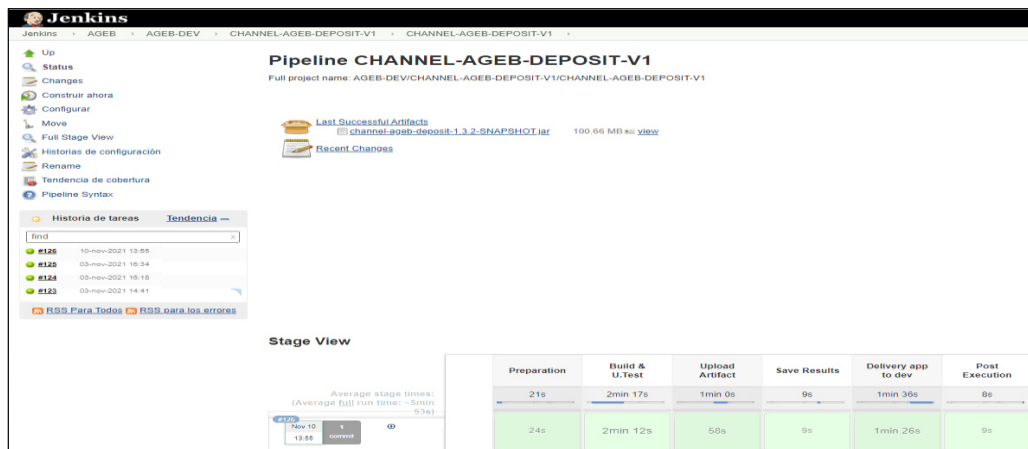 Jenkins
Jenkins › AGEB › AGEB-DEV › CHANNEL-AGEB-DEPOSIT-V1 › CHANNEL-AGEB-DEPOSIT-V1 ›
Up
Status
Changes
Construir ahora
Configurar
Move
Full Stage View
Historias de configuración
Rename
Tendencia de cobertura
Pipeline Syntax
Historia de tareas Tendencia
find ×
#126 10-nov-2021 13:55
#125 03-nov-2021 16:34
#124 03-nov-2021 16:16
#123 03-nov-2021 14:41
RSS Para Todos RSS para los errores
Pipeline CHANNEL-AGEB-DEPOSIT-V1
Full project name: AGEB-DEV/CHANNEL-AGEB-DEPOSIT-V1/CHANNEL-AGEB-DEPOSIT-V1
Last Successful Artifacts
channel-ageb-deposit-1.3.2-SNAPSHOT.jar 100.66 MB view
Recent Changes
Stage View
Preparation Build & U.Test Upload Artifact Save Results Delivery app to dev Post Execution
Average stage times: 21s 2min 17s 1min 0s 9s 1min 36s 8s
(Average full run time: ~5min 53s)
#126
Nov 10 13:55 1 commit 24s 2min 12s 58s 9s 1min 26s 9s